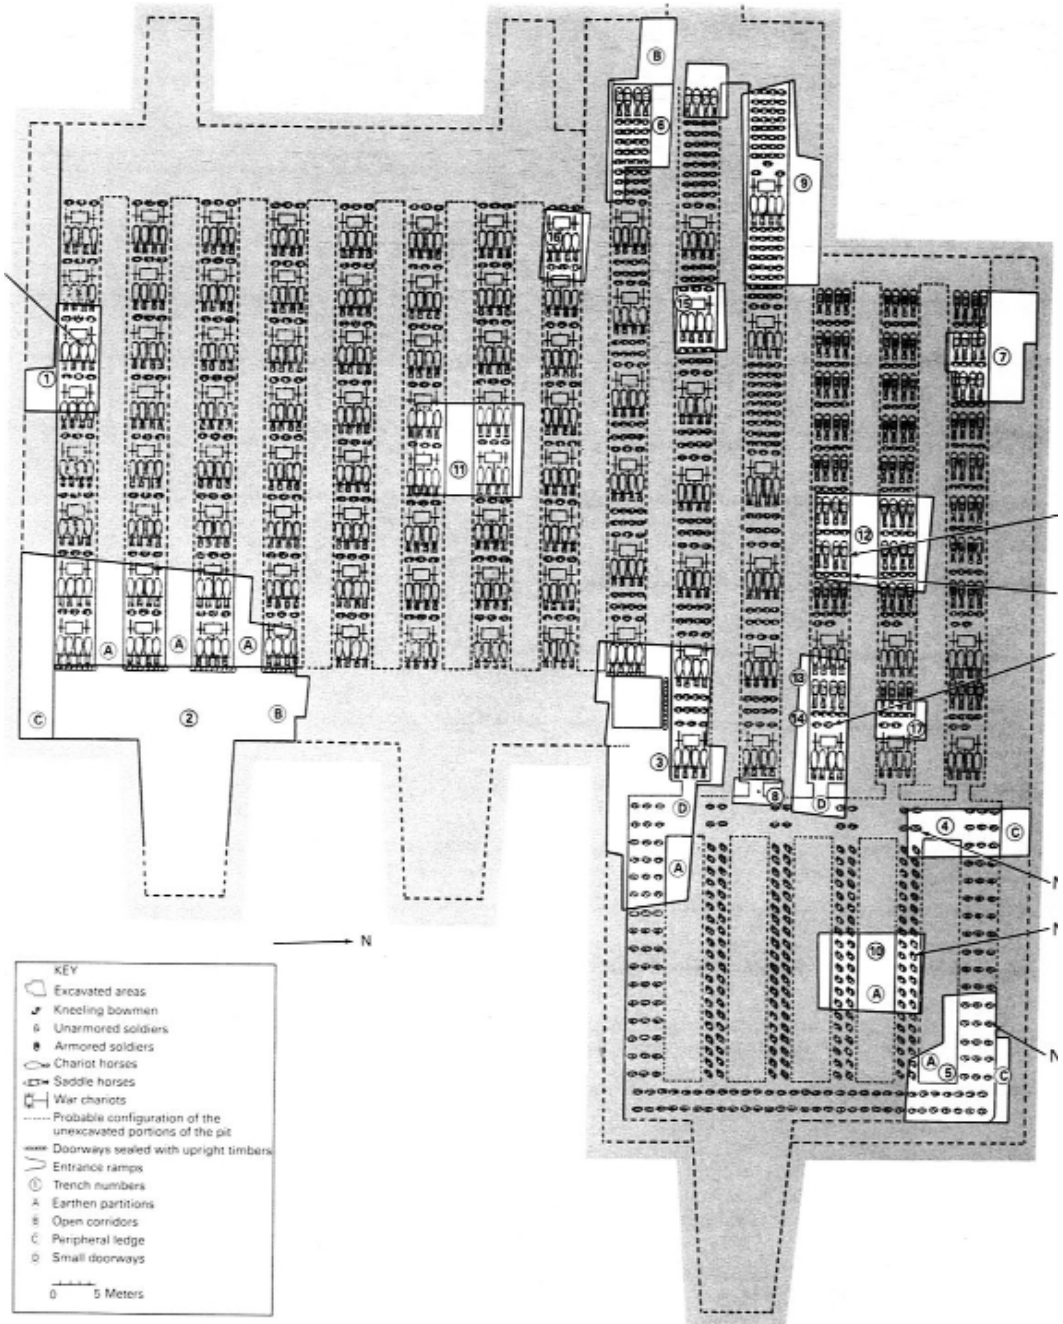 B
6
9
16
15
7
1
11
12
A
A
A
13
C
2
B
14
17
3
8
D
D
4
C
A
N
N
10
N
A
A
5
C
N
KEY
Excavated areas
Kneeling bowmen
Unarmored soldiers
Armored soldiers
Chariot horses
Saddle horses
War chariots
Probable configuration of the
unexcavated portions of the pit
Doorways sealed with upright timbers
Entrance ramps
1 Trench numbers
A Earthen partitions
B Open corridors
C Peripheral ledge
D Small doorways
0 5 Meters